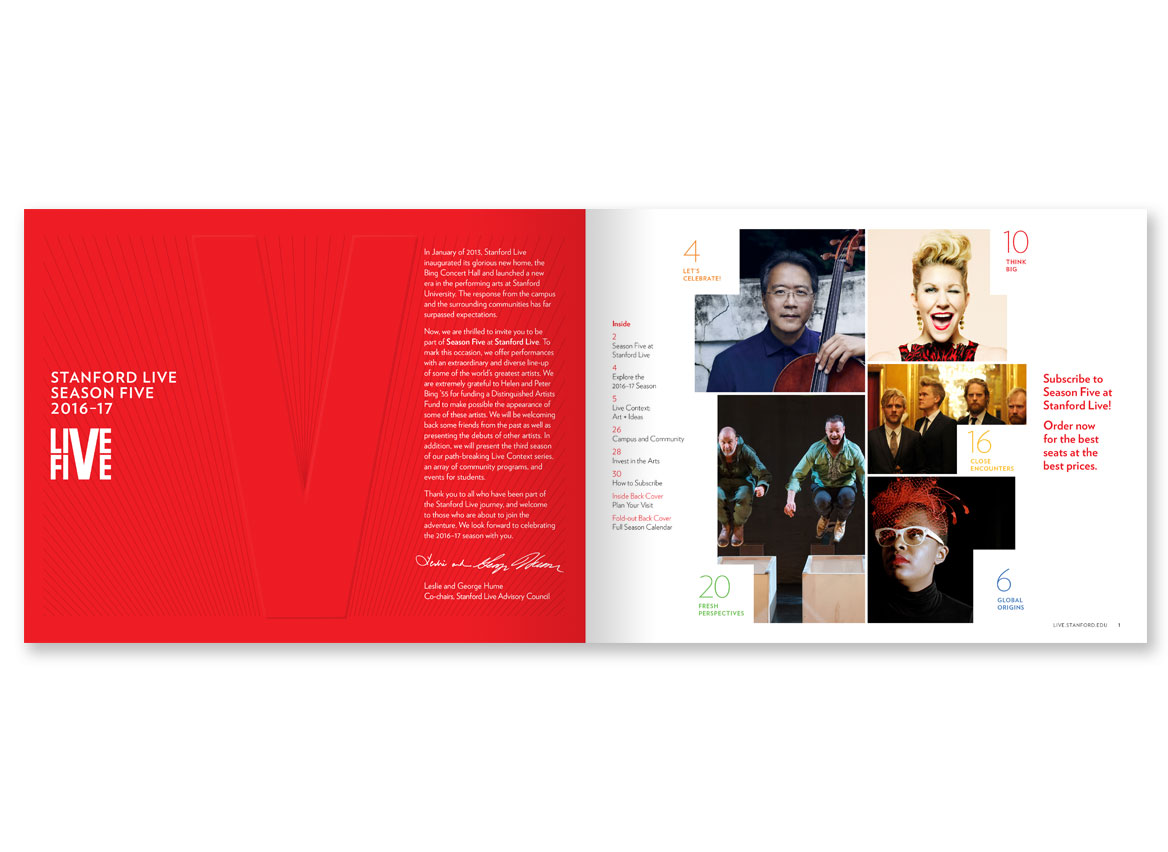 STANFORD LIVE
SEASON FIVE
2016–17
LIVE
FIVE
In January of 2013, Stanford Live
inaugurated its glorious new home, the
Bing Concert Hall and launched a new
era in the performing arts at Stanford
University. The response from the campus
and the surrounding communities has far
surpassed expectations.
Now, we are thrilled to invite you to be
part of Season Five at Stanford Live. To
mark this occasion, we offer performances
with an extraordinary and diverse line-up
of some of the world's greatest artists. We
are extremely grateful to Helen and Peter
Bing '55 for funding a Distinguished Artists
Fund to make possible the appearance of
some of these artists. We will be welcoming
back some friends from the past as well as
presenting the debuts of other artists. In
addition, we will present the third season
of our path-breaking Live Context series,
an array of community programs, and
events for students.
Thank you to all who have been part of
the Stanford Live journey, and welcome
to those who are about to join the
adventure. We look forward to celebrating
the 2016–17 season with you.
Leslie and George Hume
Leslie and George Hume
Co-chairs, Stanford Live Advisory Council
Inside
2
Season Five at
Stanford Live
4
Explore the
2016–17 Season
5
Live Context:
Art + Ideas
26
Campus and Community
28
Invest in the Arts
30
How to Subscribe
Inside Back Cover
Plan Your Visit
Fold-out Back Cover
Full Season Calendar
4
LET'S
CELEBRATE!
10
THINK
BIG
16
CLOSE
ENCOUNTERS
20
FRESH
PERSPECTIVES
6
GLOBAL
ORIGINS
Subscribe to
Season Five at
Stanford Live!
Order now
for the best
seats at the
best prices.
LIVE.STANFORD.EDU 1